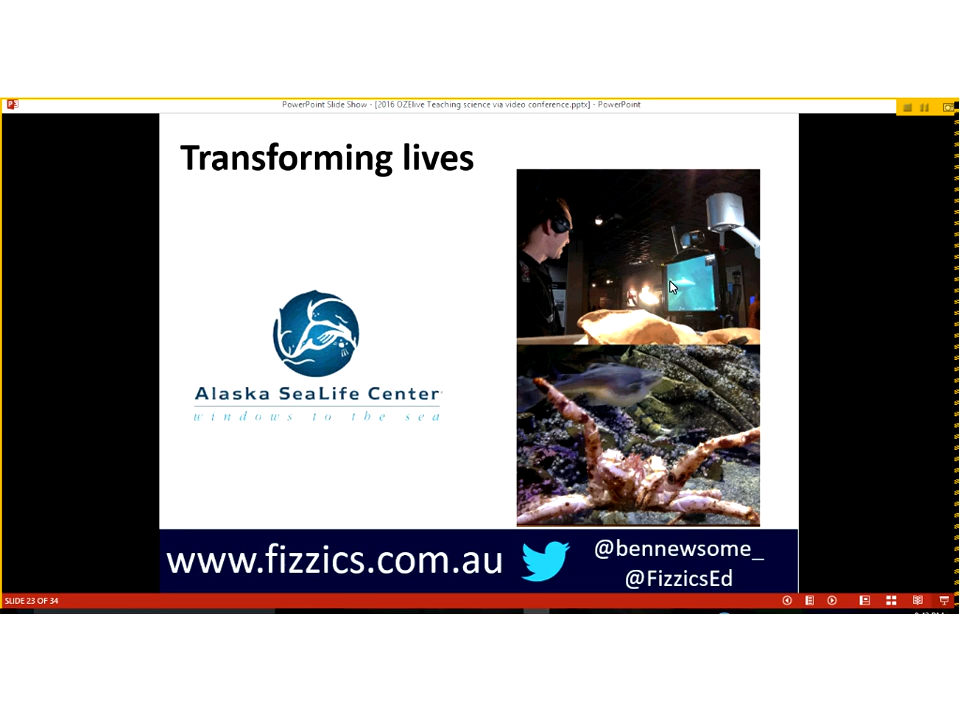 PowerPoint Slide Show - [2016 OZElive Teaching science via video conference.pptx] - PowerPoint
Transforming lives
Alaska SeaLife Center
windows to the sea
www.fizzics.com.au
@bennewsome_
@FizzicsEd
SLIDE 23 OF 34